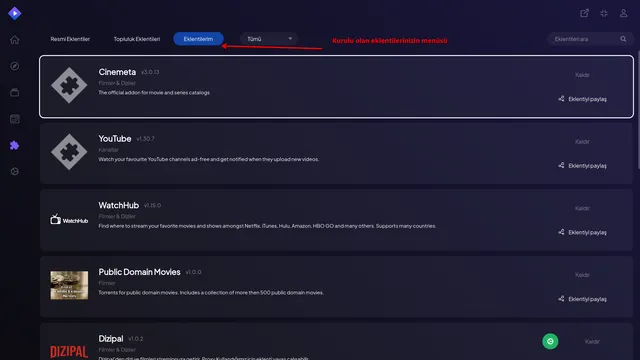 Resmi Eklentiler
Topluluk Eklentileri
Eklentilerim
Tümü
Kurulu olan eklentilerinizin menüsü
Eklentileri ara
Cinemeta v3.0.13
Filmler & Diziler
The official addon for movie and series catalogs
Kaldır
Eklentiyi paylaş
YouTube v1.30.7
Kanallar
Watch your favourite YouTube channels ad-free and get notified when they upload new videos.
Kaldır
Eklentiyi paylaş
WatchHub
WatchHub v1.15.0
Filmler & Diziler
Find where to stream your favorite movies and shows amongst Netflix, iTunes, Hulu, Amazon, HBO GO and many others. Supports many countries.
Kaldır
Eklentiyi paylaş
Public Domain Movies v1.0.0
Filmler
Torrents for public domain movies. Includes a collection of more then 500 public domain movies.
Kaldır
Eklentiyi paylaş
DIZIPAL
Dizipal v1.0.2
Filmler & Diziler
Kaldır